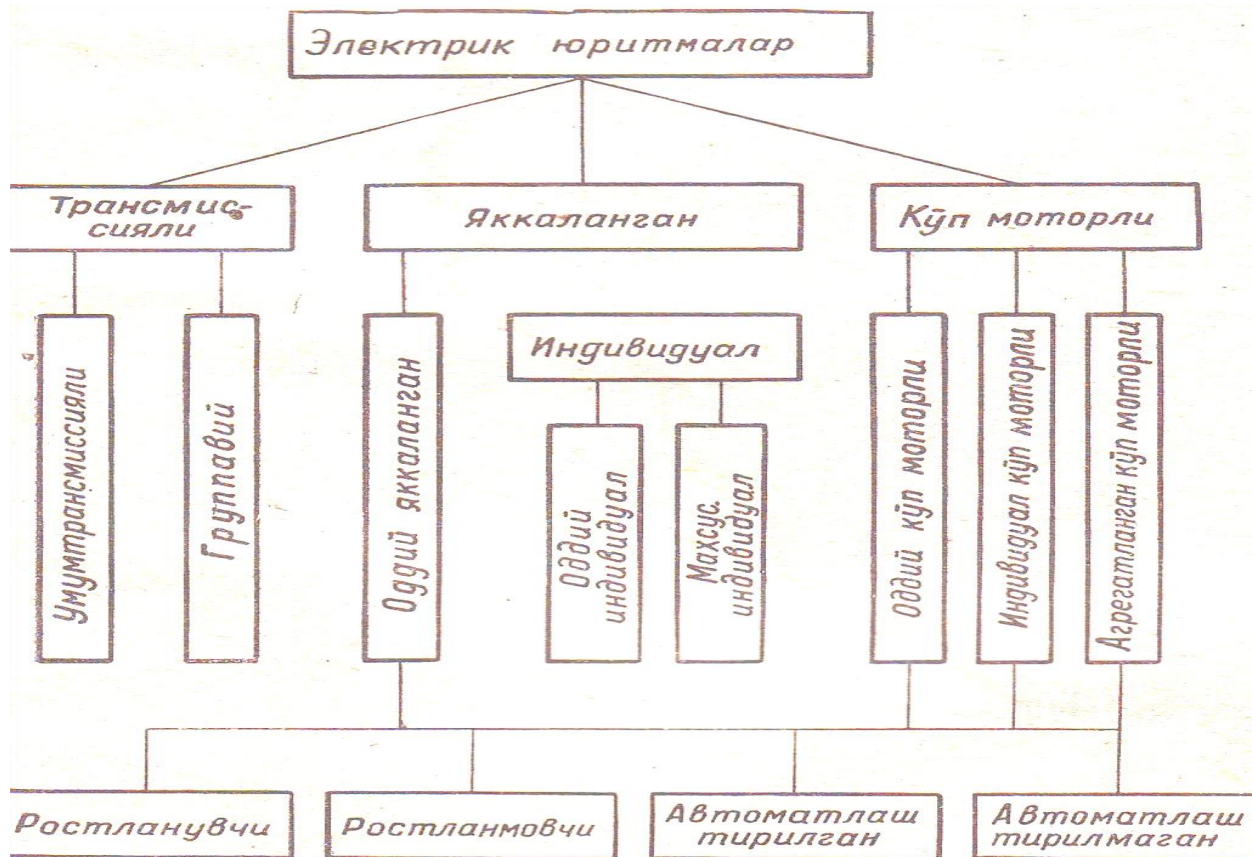 Электрик юритмалар
Трансмис-
сияли
Яккаланган
Кўп моторли
Умумтрансмиссияли
Группавий
Оддий яккаланган
Индивидуал
Оддий
индивидуал
Махсус.
индивидуал
Оддий кўп моторли
Индивидуал кўп моторли
Агрегатланган кўп моторли
Ростланувчи
Ростланмовчи
Автоматлаш
тирилган
Автоматлаш
тирилмаган